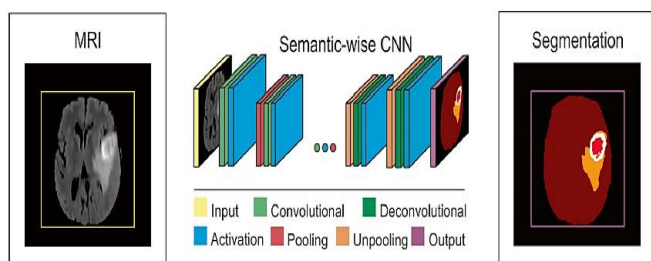 MRI
Semantic-wise CNN
Segmentation
Input
Convolutional
Deconvolutional
Activation
Pooling
Unpooling
Output